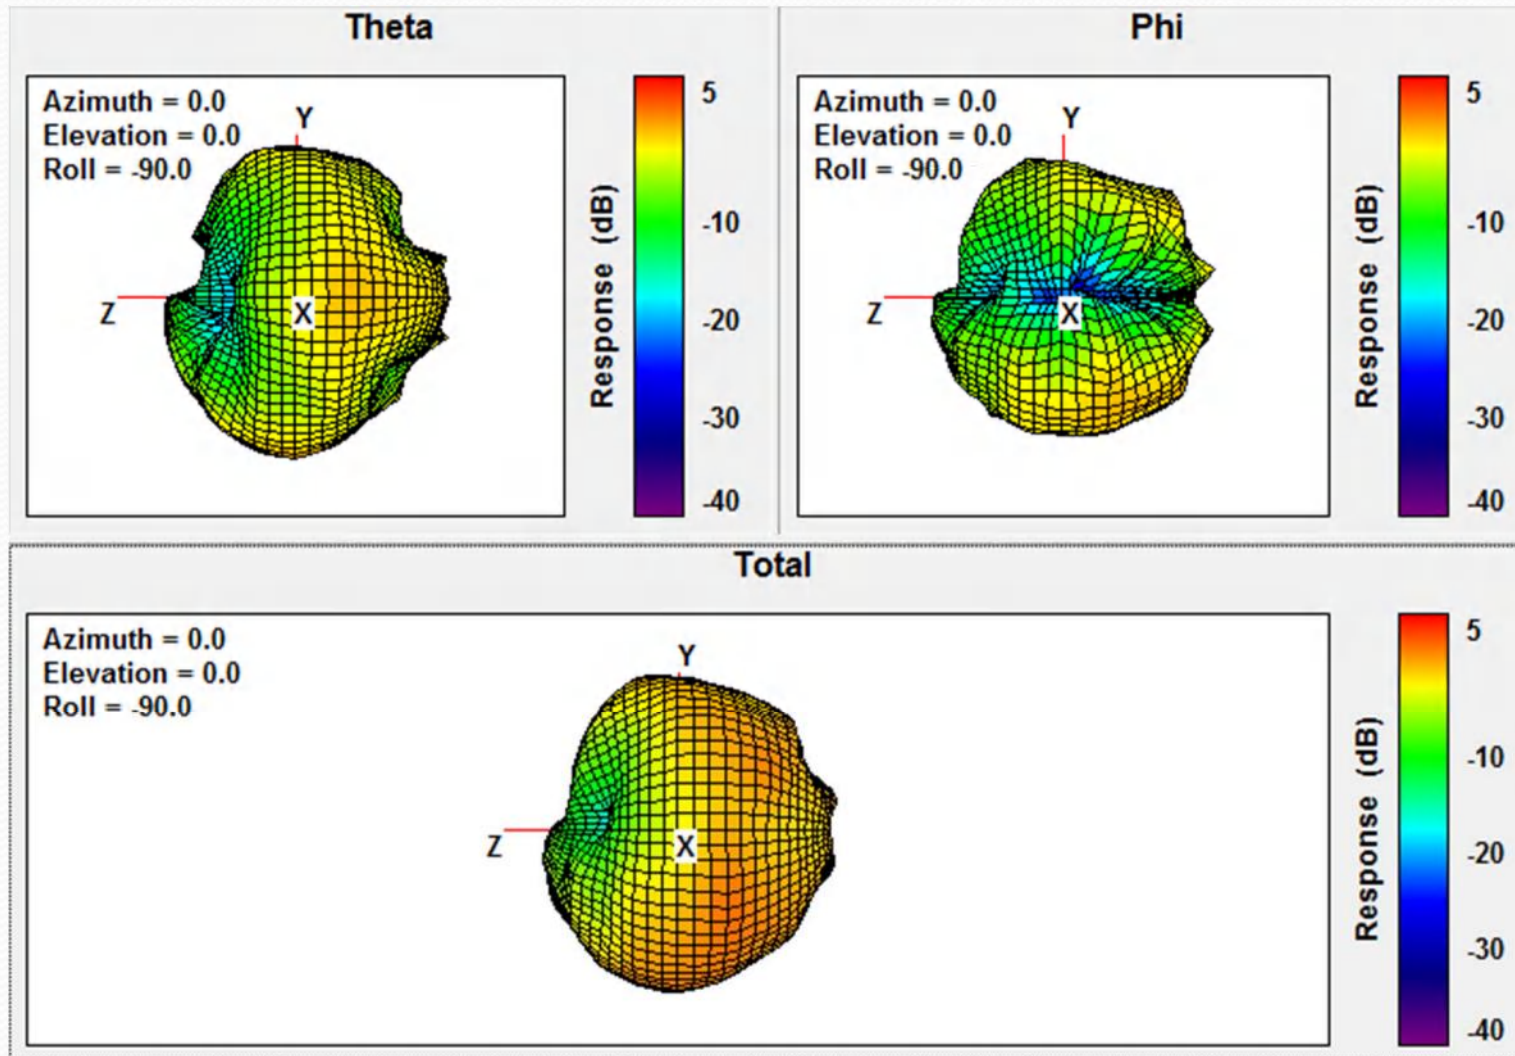 Theta
Azimuth = 0.0
Elevation = 0.0
Roll = -90.0
Y
Z
X
Response (dB)
5
-10
-20
-30
-40
Phi
Azimuth = 0.0
Elevation = 0.0
Roll = -90.0
Y
Z
X
Response (dB)
5
-10
-20
-30
-40
Total
Azimuth = 0.0
Elevation = 0.0
Roll = -90.0
Y
Z
X
Response (dB)
5
-10
-20
-30
-40